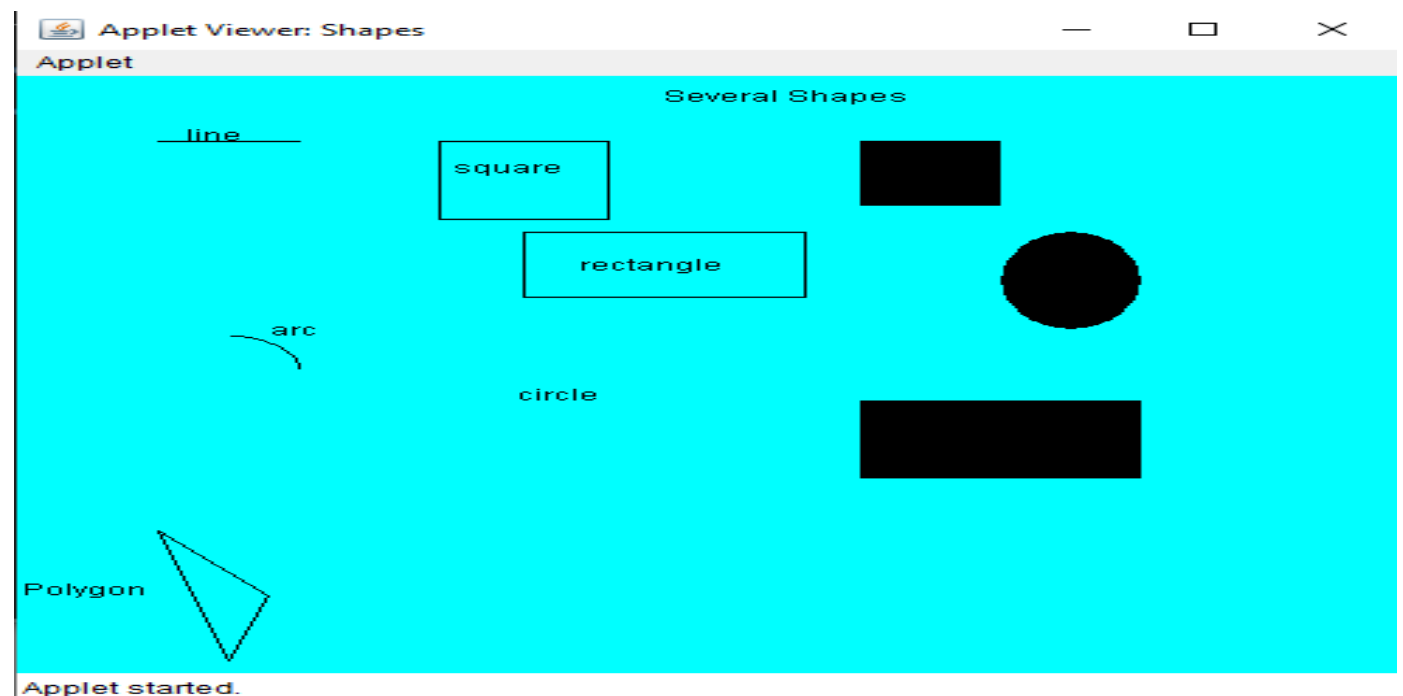 Applet Viewer: Shapes
Applet
Several Shapes
line
square
rectangle
arc
circle
Polygon
Applet started.